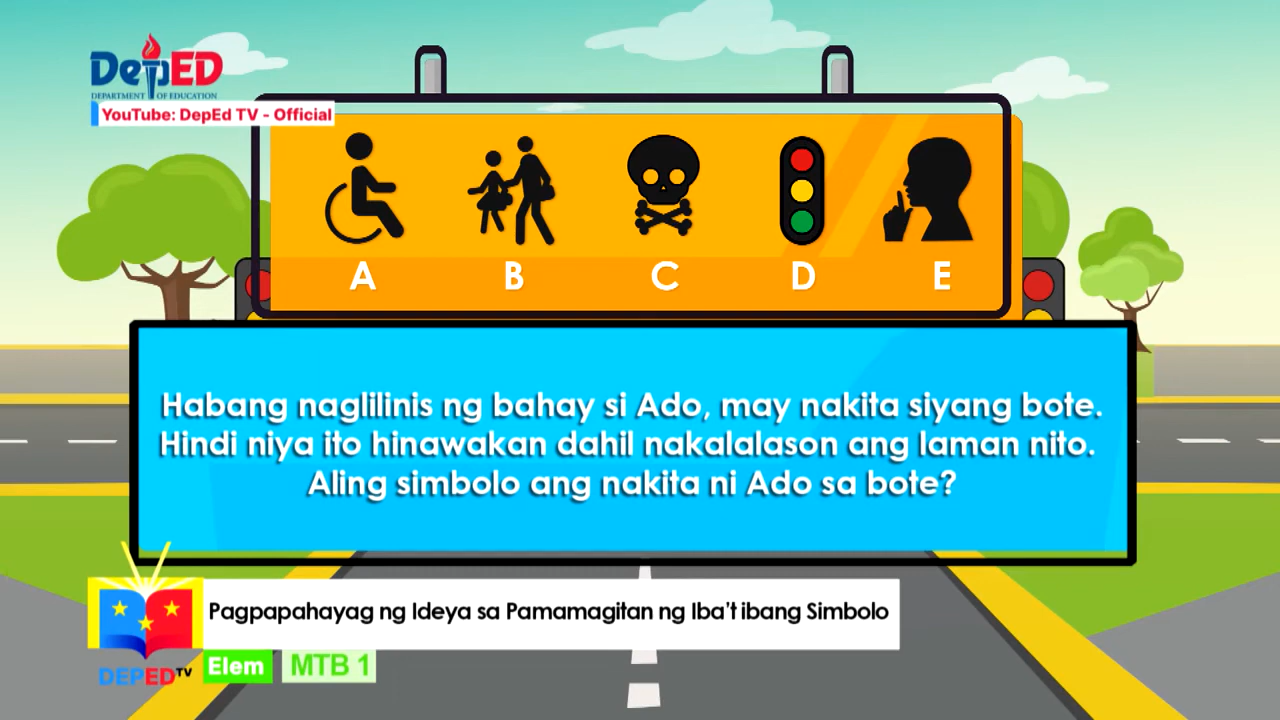 DepED
DEPARTMENT OF EDUCATION
YouTube: DepEd TV - Official
A B C D E
Habang naglilinis ng bahay si Ado, may nakita siyang bote.
Hindi niya ito hinawakan dahil nakalalason ang laman nito.
Aling simbolo ang nakita ni Ado sa bote?
Pagpapahayag ng Ideya sa Pamamagitan ng Iba't ibang Simbolo
DEPED TV
Elem MTB 1